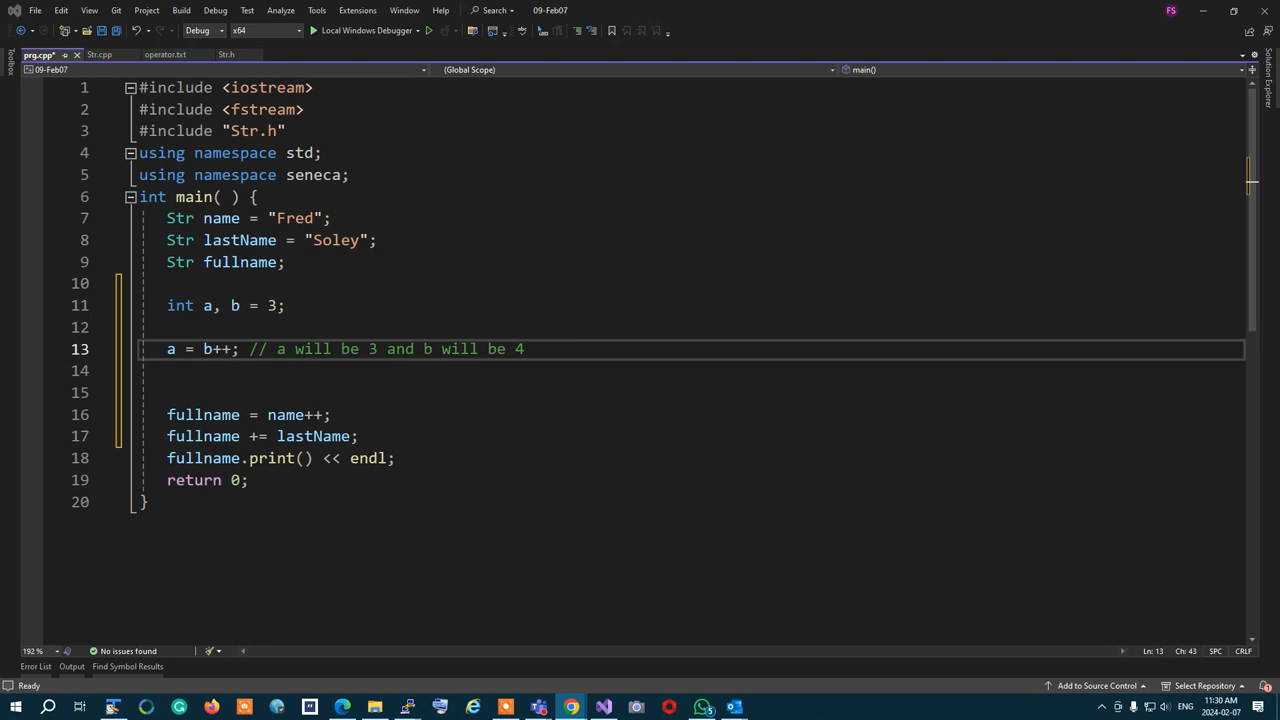 File Edit View Git Project Build Debug Test Analyze Tools Extensions Window Help Search 09-Feb07 FS
Debug x64 Local Windows Debugger
prg.cpp* Str.cpp operator.txt Str.h
09-Feb07 (Global Scope) main()
Toolbox
Solution Explorer
1 #include <iostream>
2 #include <fstream>
3 #include "Str.h"
4 using namespace std;
5 using namespace seneca;
6 int main( ) {
7 Str name = "Fred";
8 Str lastName = "Soley";
9 Str fullname;
10
11 int a, b = 3;
12
13 a = b++; // a will be 3 and b will be 4
14
15
16 fullname = name++;
17 fullname += lastName;
18 fullname.print() << endl;
19 return 0;
20 }
192 % No issues found Ln: 13 Ch: 43 SPC CRLF
Error List Output Find Symbol Results
Ready Add to Source Control Select Repository 1
5 ENG 11:30 AM
2024-02-07